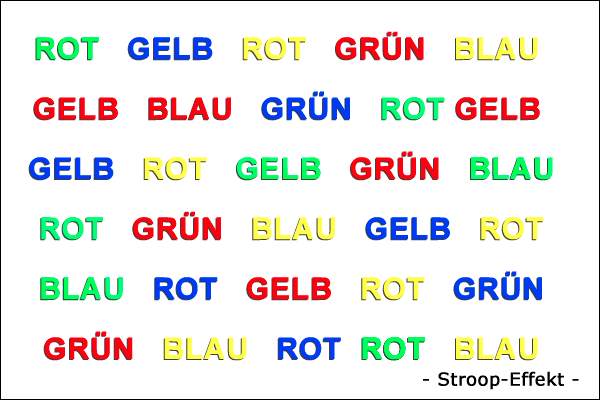 ROT GELB ROT GRÜN BLAU
GELB BLAU GRÜN ROT GELB
GELB ROT GELB GRÜN BLAU
ROT GRÜN BLAU GELB ROT
BLAU ROT GELB ROT GRÜN
GRÜN BLAU ROT ROT BLAU
- Stroop-Effekt -